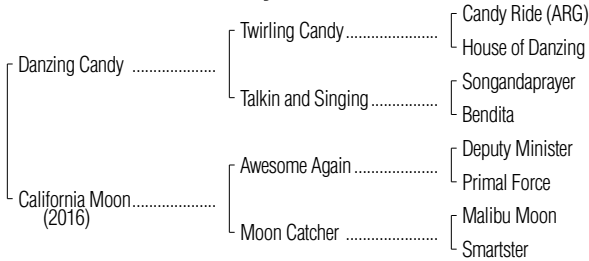 Candy Ride (ARG)
Twirling Candy ....................
House of Danzing
Danzing Candy ....................
Songandaprayer
Talkin and Singing ...............
Bendita
Deputy Minister
Awesome Again ..................
Primal Force
California Moon ....................
(2016)
Malibu Moon
Moon Catcher ....................
Smartster